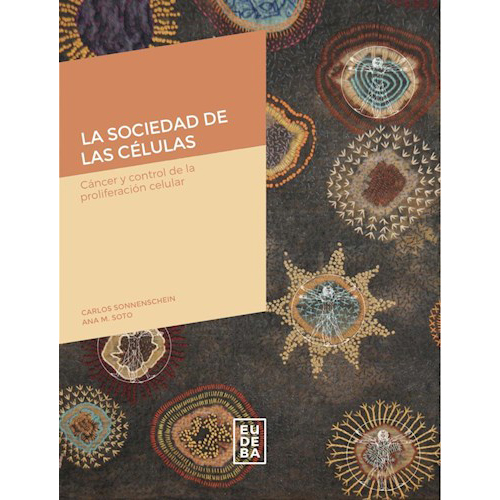 LA SOCIEDAD DE
LAS CÉLULAS
Cáncer y control de la
proliferación celular
CARLOS SONNENSCHEIN
ANA M. SOTO
EU
DE
BA